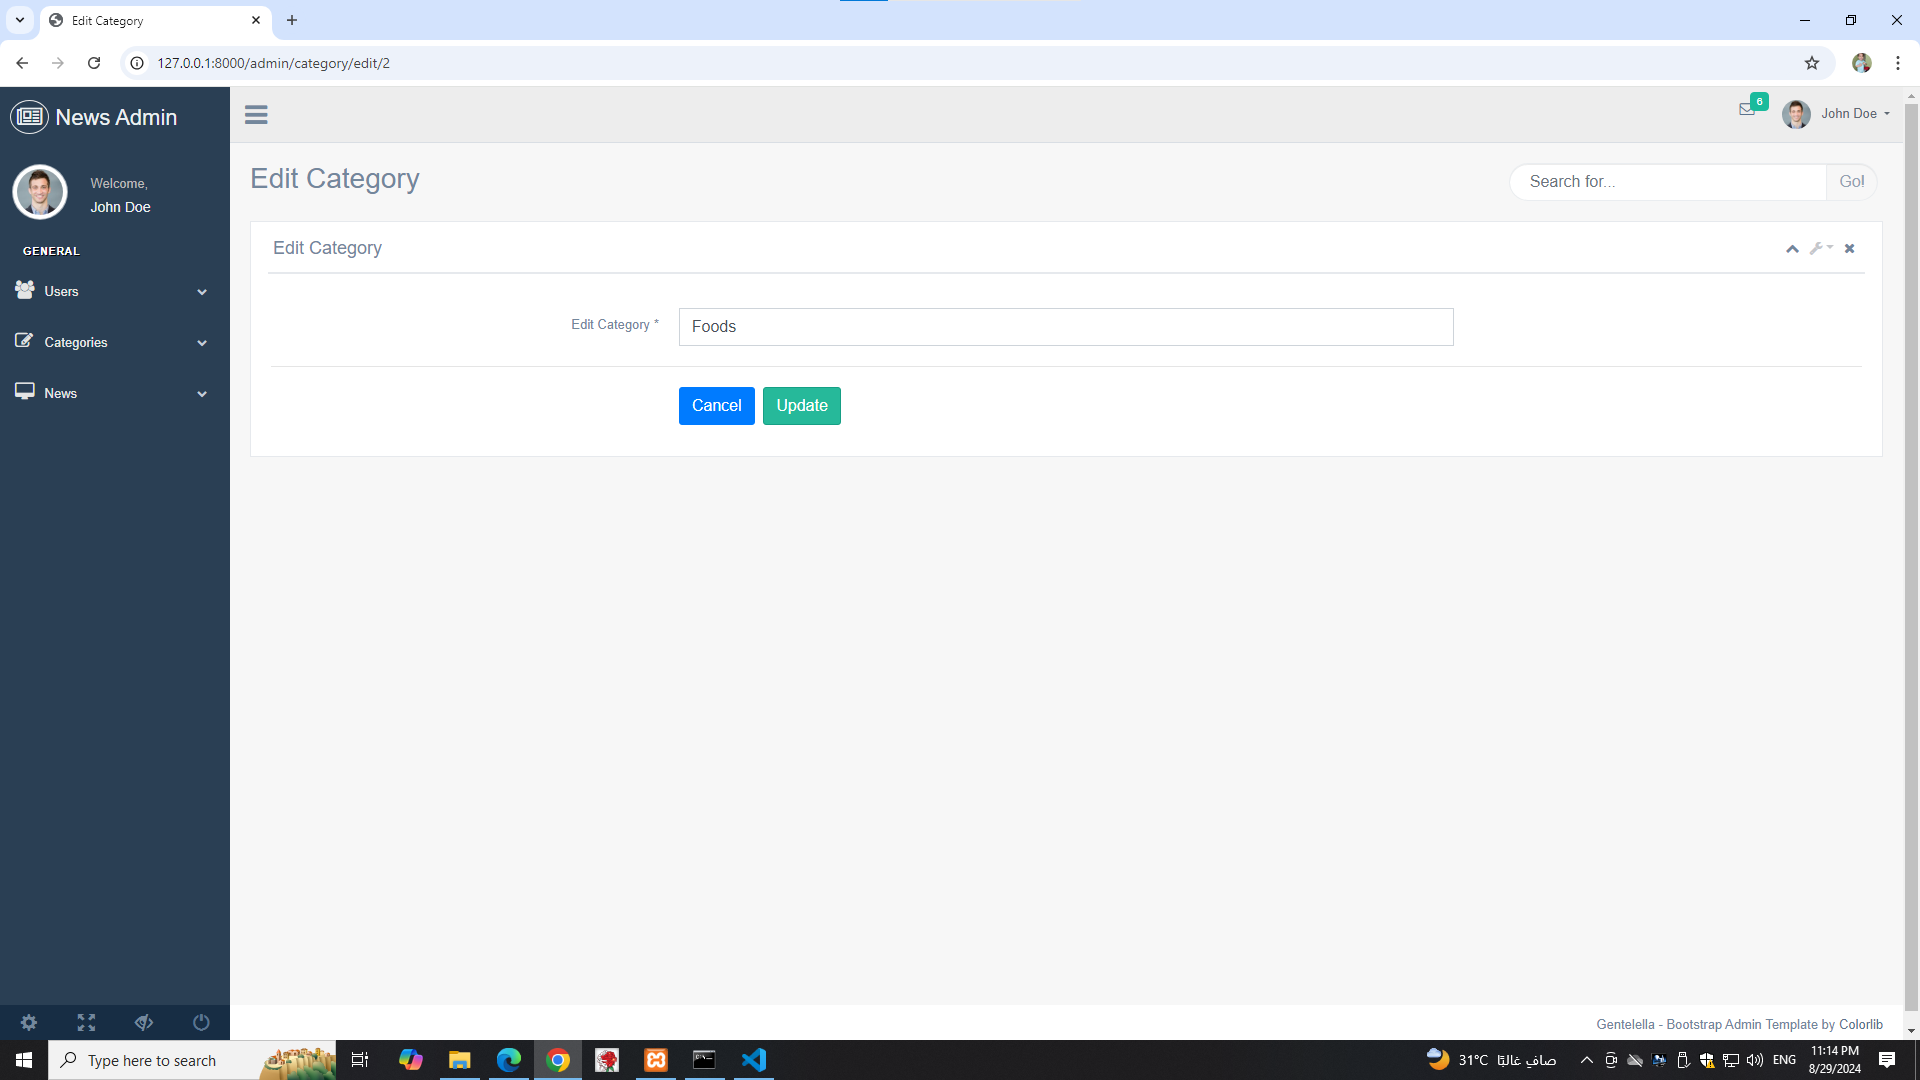 Edit Category
127.0.0.1:8000/admin/category/edit/2
News Admin
6
John Doe
Welcome,
John Doe
GENERAL
Users
Categories
News
Edit Category
Search for...
Go!
Edit Category
Edit Category *
Foods
Cancel
Update
Gentelella - Bootstrap Admin Template by Colorlib
Type here to search
31°C صافٍ غالبًا
ENG
11:14 PM
8/29/2024